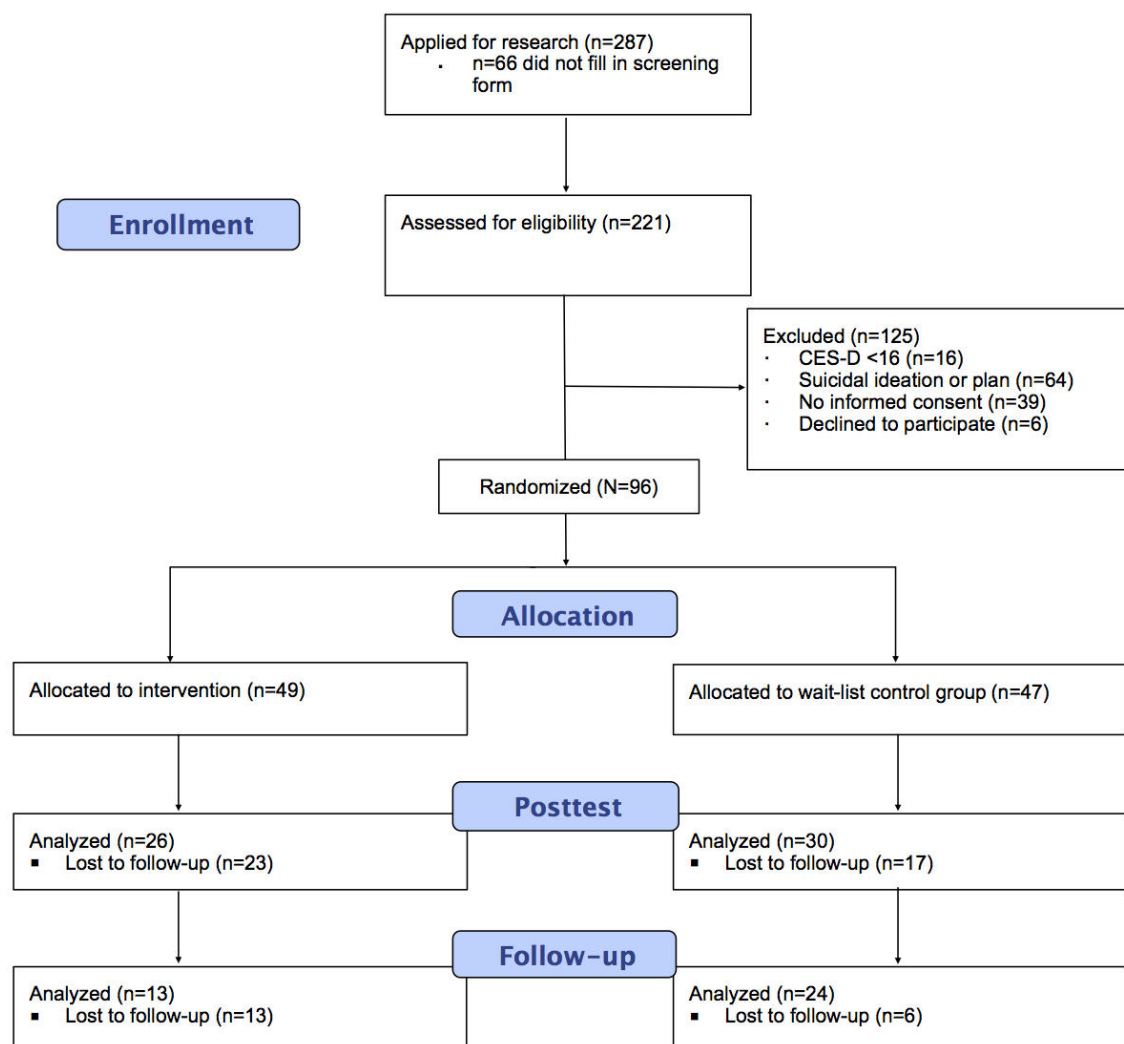 Applied for research (n=287)
· n=66 did not fill in screening
form
Enrollment
Assessed for eligibility (n=221)
Excluded (n=125)
· CES-D <16 (n=16)
· Suicidal ideation or plan (n=64)
· No informed consent (n=39)
· Declined to participate (n=6)
Randomized (N=96)
Allocation
Allocated to intervention (n=49)
Allocated to wait-list control group (n=47)
Posttest
Analyzed (n=26)
▪ Lost to follow-up (n=23)
Analyzed (n=30)
▪ Lost to follow-up (n=17)
Follow-up
Analyzed (n=13)
▪ Lost to follow-up (n=13)
Analyzed (n=24)
▪ Lost to follow-up (n=6)